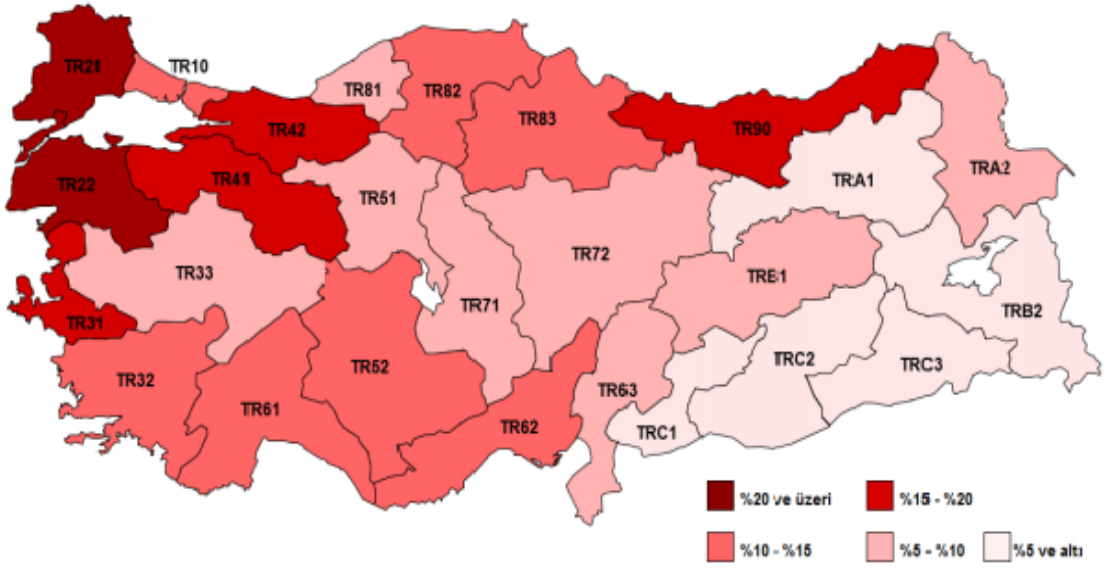 TR21
TR10
TR81
TR82
TR83
TR42
TR90
TR22
TR41
TRA1
TRA2
TR51
TR33
TR72
TRB1
TR71
TR31
TRB2
TR32
TR52
TRC2
TRC3
TR61
TR63
TR62
TRC1
%20 ve üzeri
%15 - %20
%10 - %15
%5 - %10
%5 ve altı